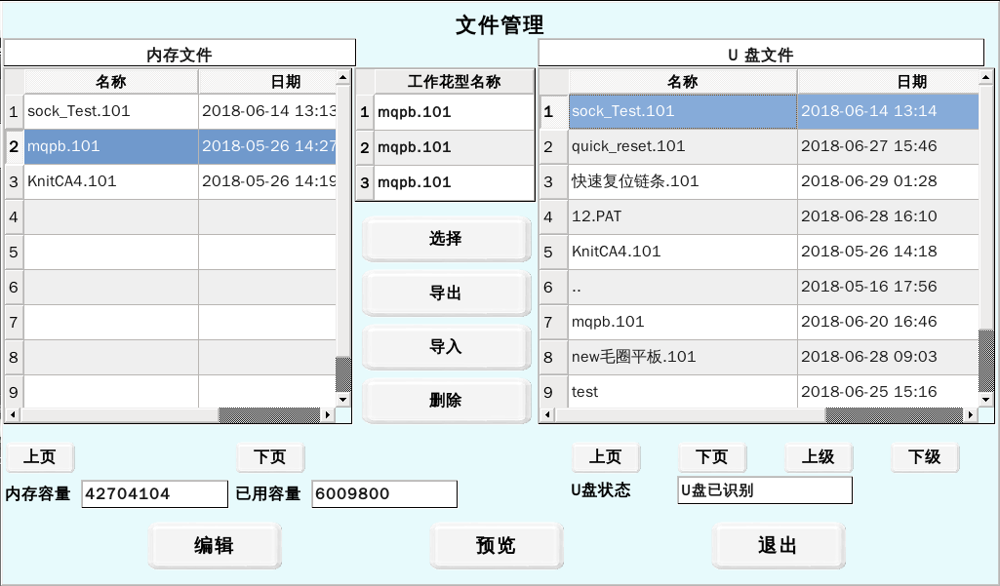 文件管理
内存文件
名称 日期
1 sock_Test.101 2018-06-14 13:13
2 mqpb.101 2018-05-26 14:27
3 KnitCA4.101 2018-05-26 14:19
4
5
6
7
8
9
工作花型名称
1 mqpb.101
2 mqpb.101
3 mqpb.101
选择
导出
导入
删除
U 盘文件
名称 日期
1 sock_Test.101 2018-06-14 13:14
2 quick_reset.101 2018-06-27 15:46
3 快速复位链条.101 2018-06-29 01:28
4 12.PAT 2018-06-28 16:10
5 KnitCA4.101 2018-05-26 14:18
6 .. 2018-05-16 17:56
7 mqpb.101 2018-06-20 16:46
8 new毛圈平板.101 2018-06-28 09:03
9 test 2018-06-25 15:16
上页 下页 上页 下页 上级 下级
内存容量 42704104 已用容量 6009800 U盘状态 U盘已识别
编辑 预览 退出